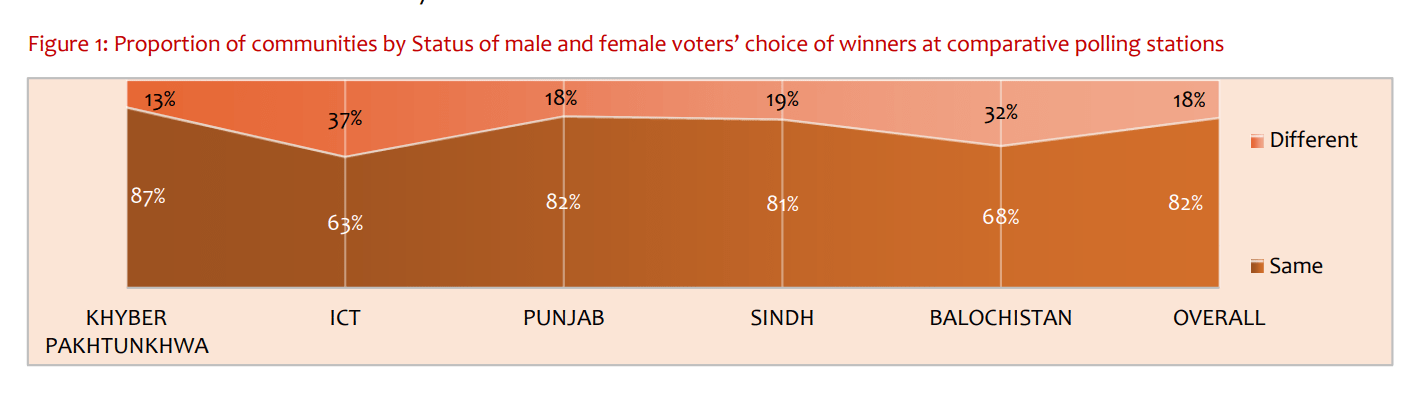 Figure 1: Proportion of communities by Status of male and female voters' choice of winners at comparative polling stations
13%
37%
18%
19%
32%
18%
Different
87%
63%
82%
81%
68%
82%
Same
KHYBER PAKHTUNKHWA
ICT
PUNJAB
SINDH
BALOCHISTAN
OVERALL